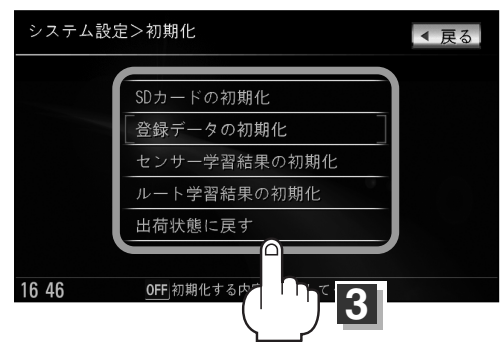 システム設定>初期化
◀ 戻る
SDカードの初期化
登録データの初期化
センサー学習結果の初期化
ルート学習結果の初期化
出荷状態に戻す
16 46
OFF 初期化する内
して
3